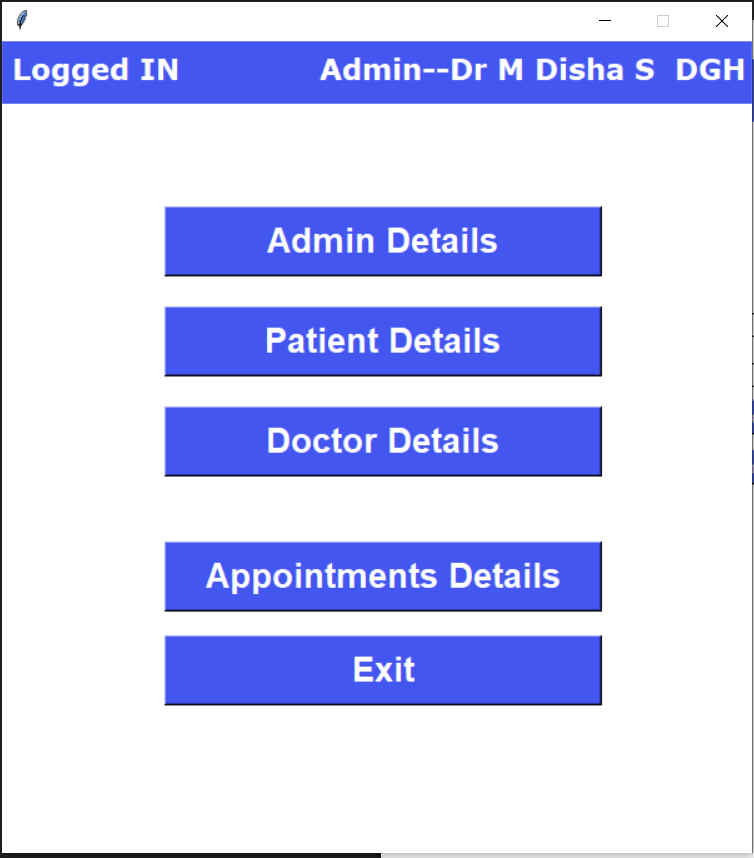 Logged IN Admin--Dr M Disha S DGH
Admin Details
Patient Details
Doctor Details
Appointments Details
Exit